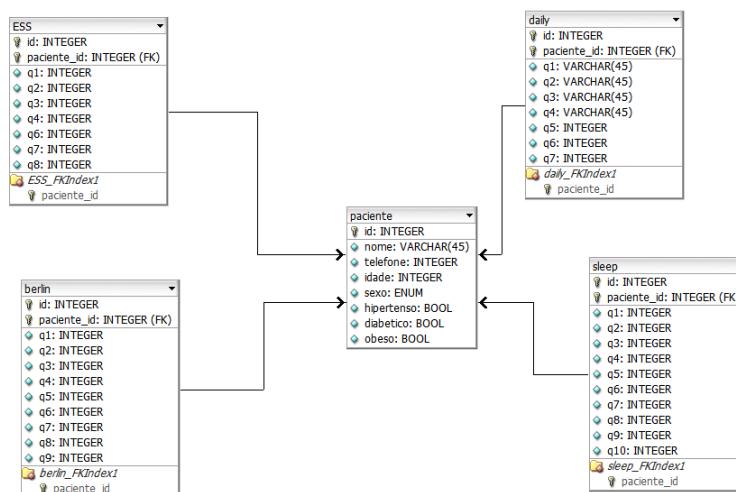 ESS
id: INTEGER
paciente_id: INTEGER (FK)
q1: INTEGER
q2: INTEGER
q3: INTEGER
q4: INTEGER
q6: INTEGER
q7: INTEGER
q8: INTEGER
ESS_FKIndex1
paciente_id
daily
id: INTEGER
paciente_id: INTEGER (FK)
q1: VARCHAR(45)
q2: VARCHAR(45)
q3: VARCHAR(45)
q4: VARCHAR(45)
q5: INTEGER
q6: INTEGER
q7: INTEGER
daily_FKIndex1
paciente_id
paciente
id: INTEGER
nome: VARCHAR(45)
telefone: INTEGER
idade: INTEGER
sexo: ENUM
hipertenso: BOOL
diabetico: BOOL
obeso: BOOL
berlin
id: INTEGER
paciente_id: INTEGER (FK)
q1: INTEGER
q2: INTEGER
q3: INTEGER
q4: INTEGER
q5: INTEGER
q6: INTEGER
q7: INTEGER
q8: INTEGER
q9: INTEGER
berlin_FKIndex1
paciente_id
sleep
id: INTEGER
paciente_id: INTEGER (FK
q1: INTEGER
q2: INTEGER
q3: INTEGER
q4: INTEGER
q5: INTEGER
q6: INTEGER
q7: INTEGER
q8: INTEGER
q9: INTEGER
q10: INTEGER
sleep_FKIndex1
paciente_id